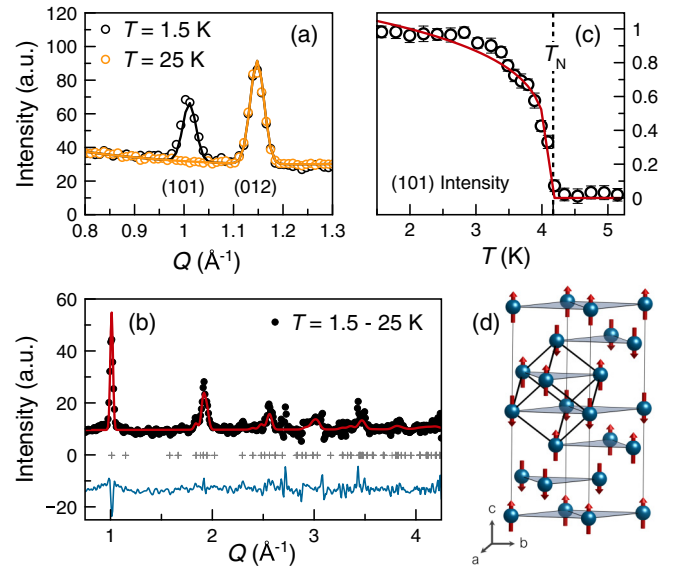 120
100
80
60
40
20
0
Intensity (a.u.)
T = 1.5 K
T = 25 K
(a)
(101)
(012)
0.8 0.9 1 1.1 1.2 1.3
Q (Å⁻¹)
(c)
T_N
(101) Intensity
1
0.8
0.6
0.4
0.2
0
2 3 4 5
T (K)
60
40
20
0
−20
Intensity (a.u.)
(b)
T = 1.5 - 25 K
1 2 3 4
Q (Å⁻¹)
(d)
c
a
b